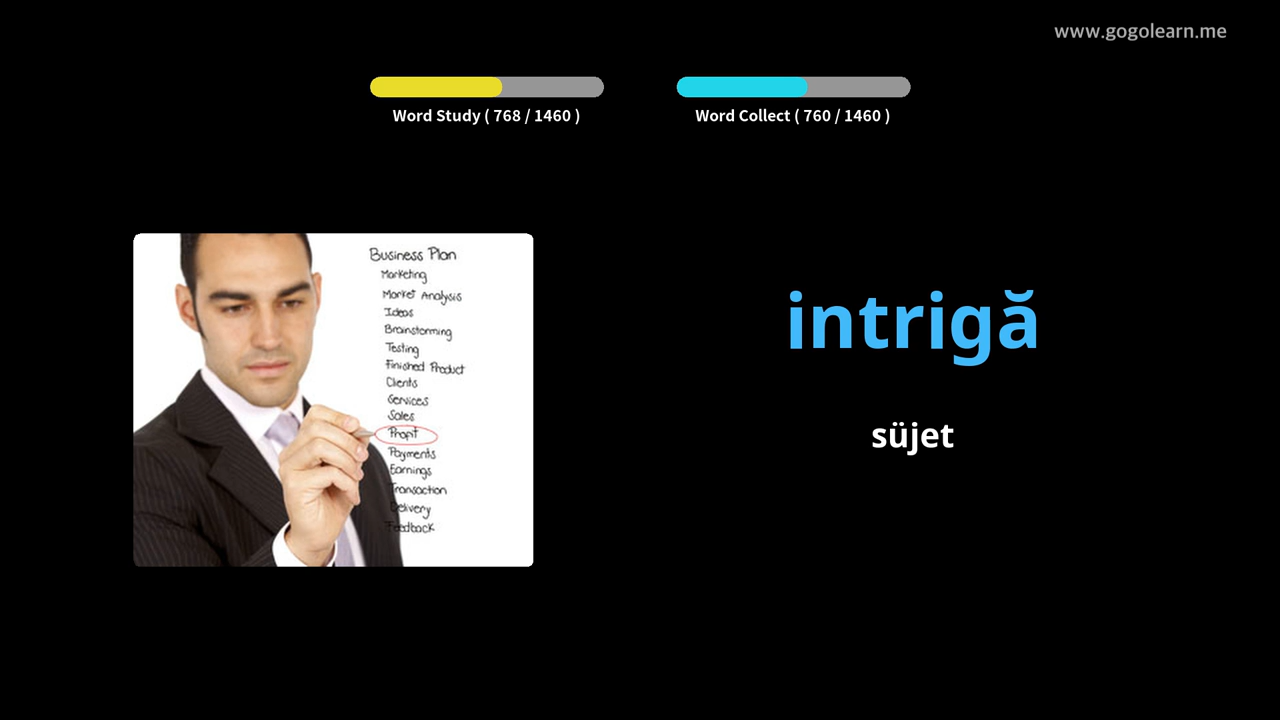 www.gogolearn.me
Word Study ( 768 / 1460 )
Word Collect ( 760 / 1460 )
Business Plan
Marketing
Market Analysis
Ideas
Brainstorming
Testing
Finished Product
Clients
Services
Sales
Profit
Payments
Earnings
Transaction
Delivery
Feedback
intrigă
süjet